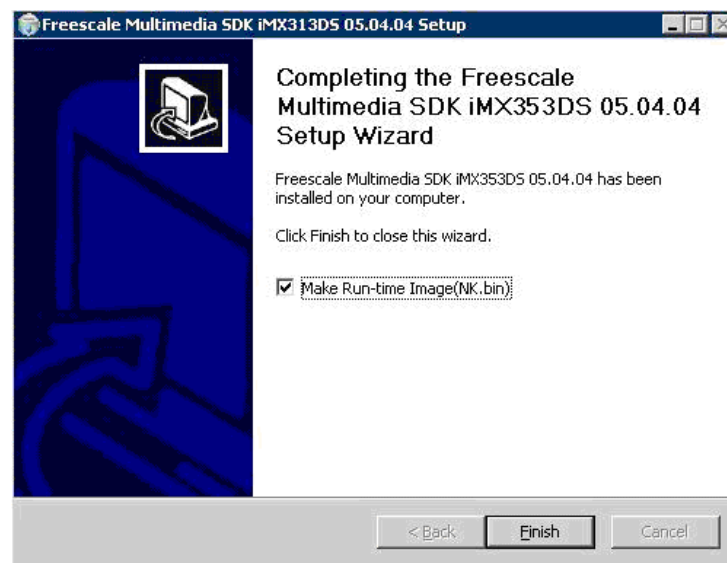 Freescale Multimedia SDK iMX313DS 05.04.04 Setup
Completing the Freescale
Multimedia SDK iMX353DS 05.04.04
Setup Wizard
Freescale Multimedia SDK iMX353DS 05.04.04 has been
installed on your computer.
Click Finish to close this wizard.
Make Run-time Image(NK.bin)
< Back Finish Cancel